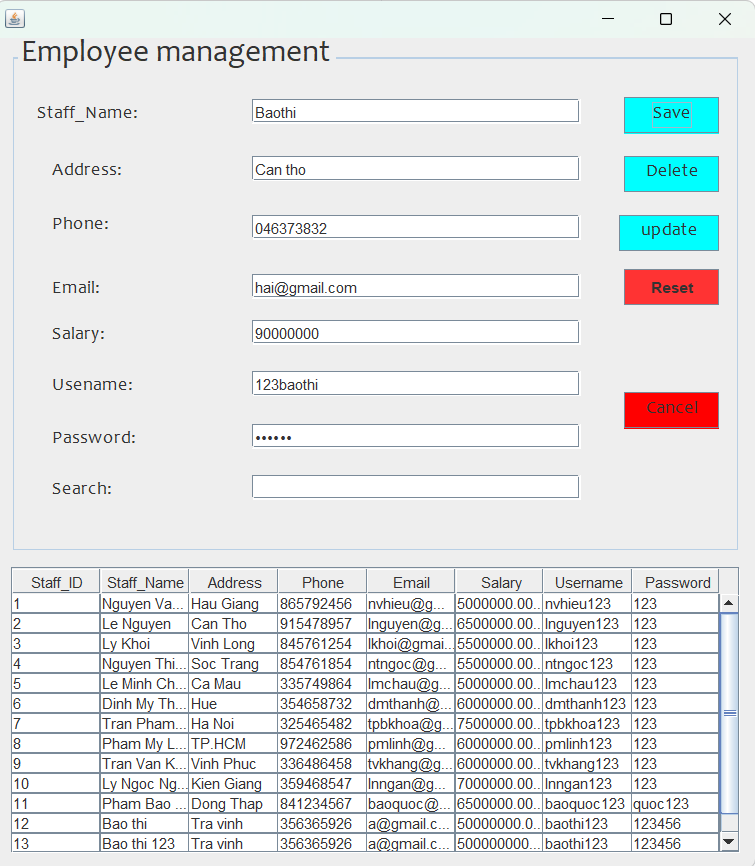 Employee management
Staff_Name: Baothi Save
Address: Can tho Delete
Phone: 046373832 update
Email: hai@gmail.com Reset
Salary: 90000000
Usename: 123baothi Cancel
Password: ••••••
Search:
Staff_ID Staff_Name Address Phone Email Salary Username Password
1 Nguyen Va... Hau Giang 865792456 nvhieu@g... 5000000.00... nvhieu123 123
2 Le Nguyen Can Tho 915478957 lnguyen@g... 6500000.00... lnguyen123 123
3 Ly Khoi Vinh Long 845761254 lkhoi@gmai... 5500000.00... lkhoi123 123
4 Nguyen Thi... Soc Trang 854761854 ntngoc@g... 5500000.00... ntngoc123 123
5 Le Minh Ch... Ca Mau 335749864 lmchau@g... 5000000.00... lmchau123 123
6 Dinh My Th... Hue 354658732 dmthanh@... 6000000.00... dmthanh123 123
7 Tran Pham... Ha Noi 325465482 tpbkhoa@g... 7500000.00... tpbkhoa123 123
8 Pham My L... TP.HCM 972462586 pmlinh@g... 6000000.00... pmlinh123 123
9 Tran Van K... Vinh Phuc 336486458 tvkhang@g... 6000000.00... tvkhang123 123
10 Ly Ngoc Ng... Kien Giang 359468547 lnngan@g... 7000000.00... lnngan123 123
11 Pham Bao ... Dong Thap 841234567 baoquoc@... 6500000.00... baoquoc123 quoc123
12 Bao thi Tra vinh 356365926 a@gmail.c... 50000000.0... baothi123 123456
13 Bao thi 123 Tra vinh 356365926 a@gmail.c... 500000000... baothi123 123456